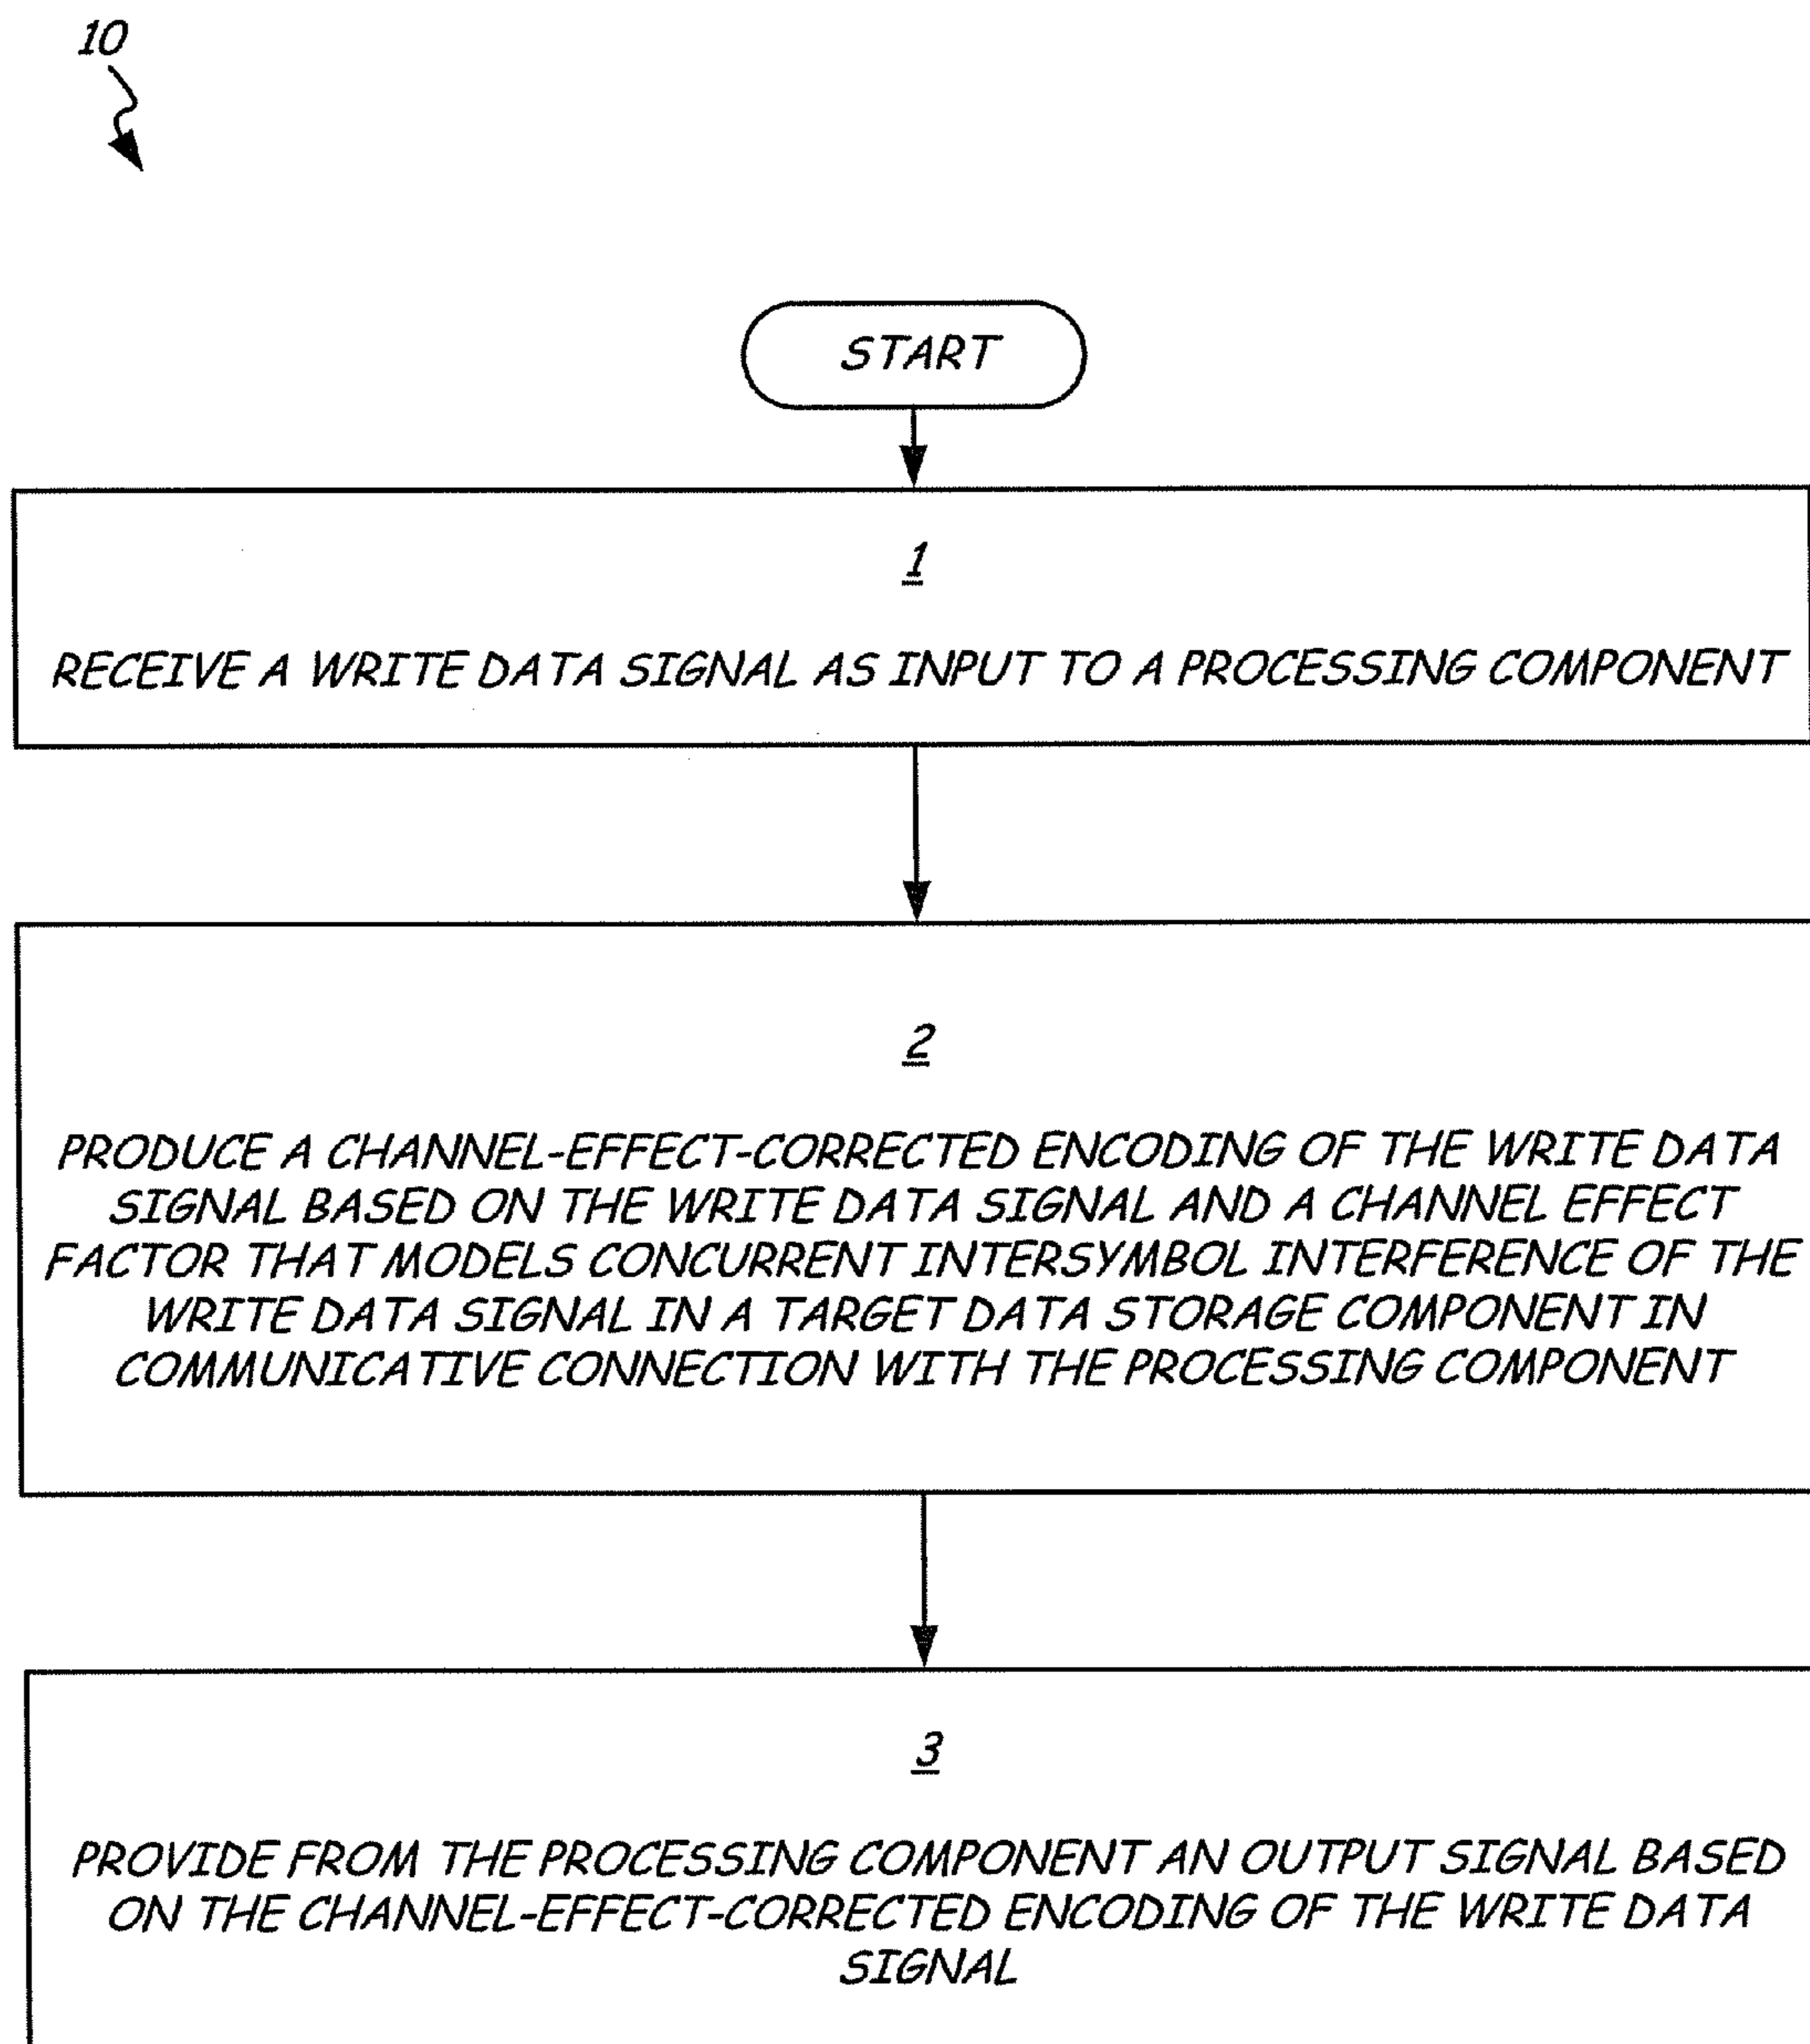 10
START
1
RECEIVE A WRITE DATA SIGNAL AS INPUT TO A PROCESSING COMPONENT
2
PRODUCE A CHANNEL-EFFECT-CORRECTED ENCODING OF THE WRITE DATA
SIGNAL BASED ON THE WRITE DATA SIGNAL AND A CHANNEL EFFECT
FACTOR THAT MODELS CONCURRENT INTERSYMBOL INTERFERENCE OF THE
WRITE DATA SIGNAL IN A TARGET DATA STORAGE COMPONENT IN
COMMUNICATIVE CONNECTION WITH THE PROCESSING COMPONENT
3
PROVIDE FROM THE PROCESSING COMPONENT AN OUTPUT SIGNAL BASED
ON THE CHANNEL-EFFECT-CORRECTED ENCODING OF THE WRITE DATA
SIGNAL